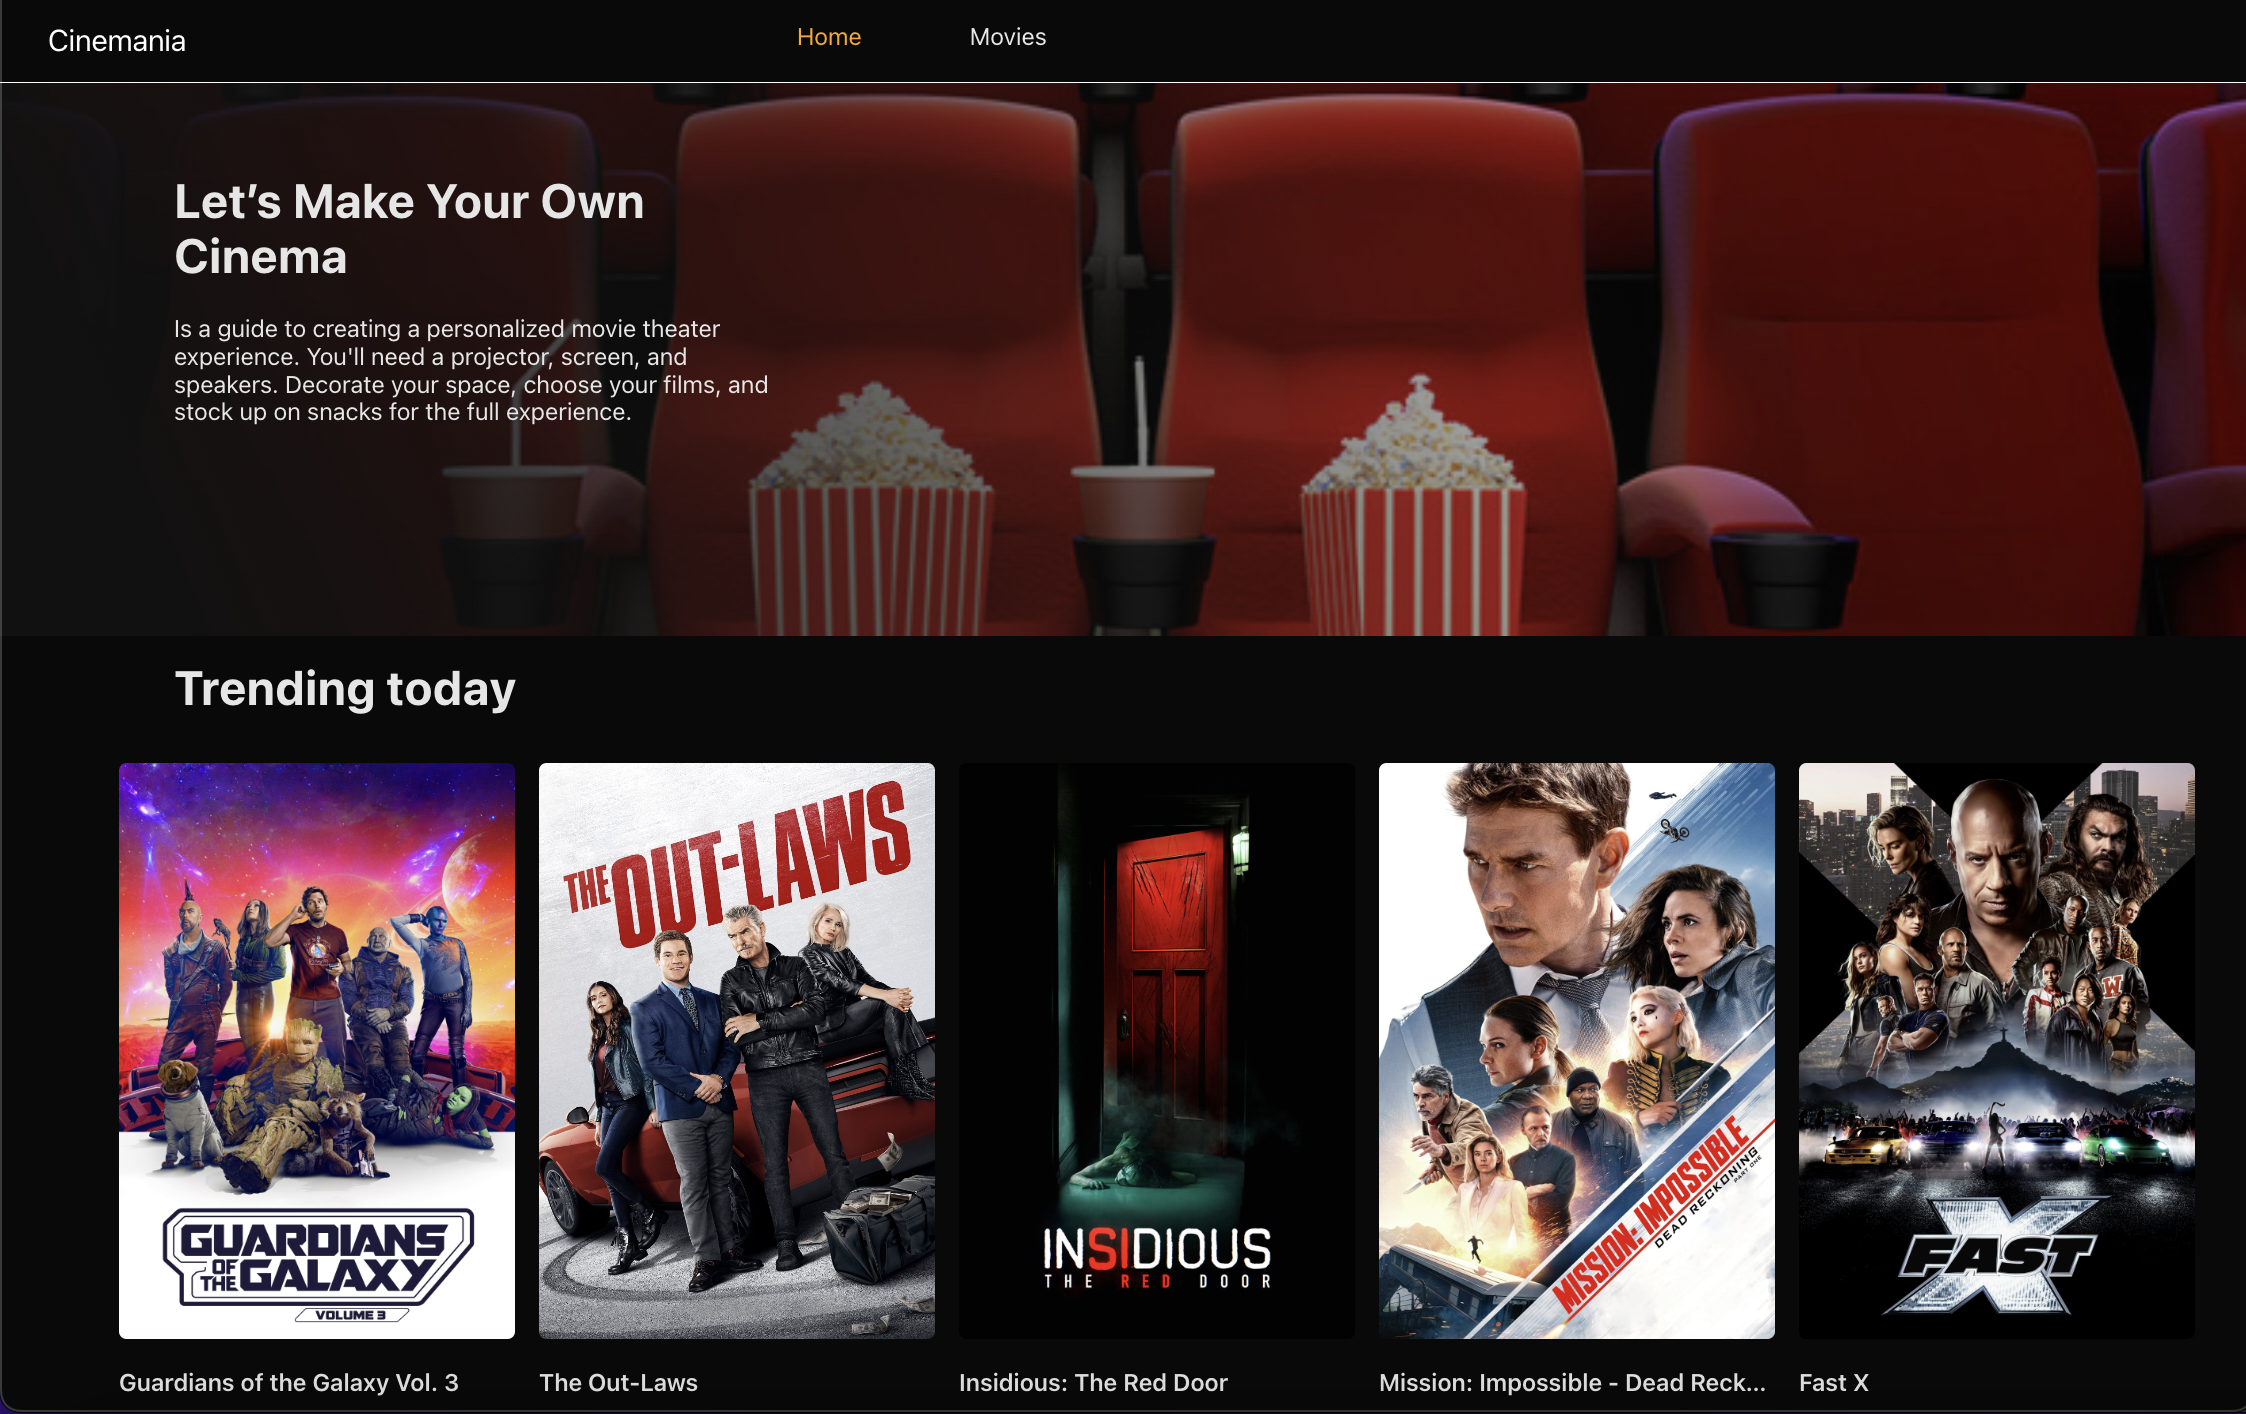 Cinemania
Home
Movies
Let’s Make Your Own
Cinema
Is a guide to creating a personalized movie theater
experience. You'll need a projector, screen, and
speakers. Decorate your space, choose your films, and
stock up on snacks for the full experience.
Trending today
GUARDIANS
OF THE GALAXY
VOLUME 3
THE OUT-LAWS
INSIDIOUS
THE RED DOOR
MISSION: IMPOSSIBLE
DEAD RECKONING
PART ONE
W
FAST X
Guardians of the Galaxy Vol. 3
The Out-Laws
Insidious: The Red Door
Mission: Impossible - Dead Reck...
Fast X